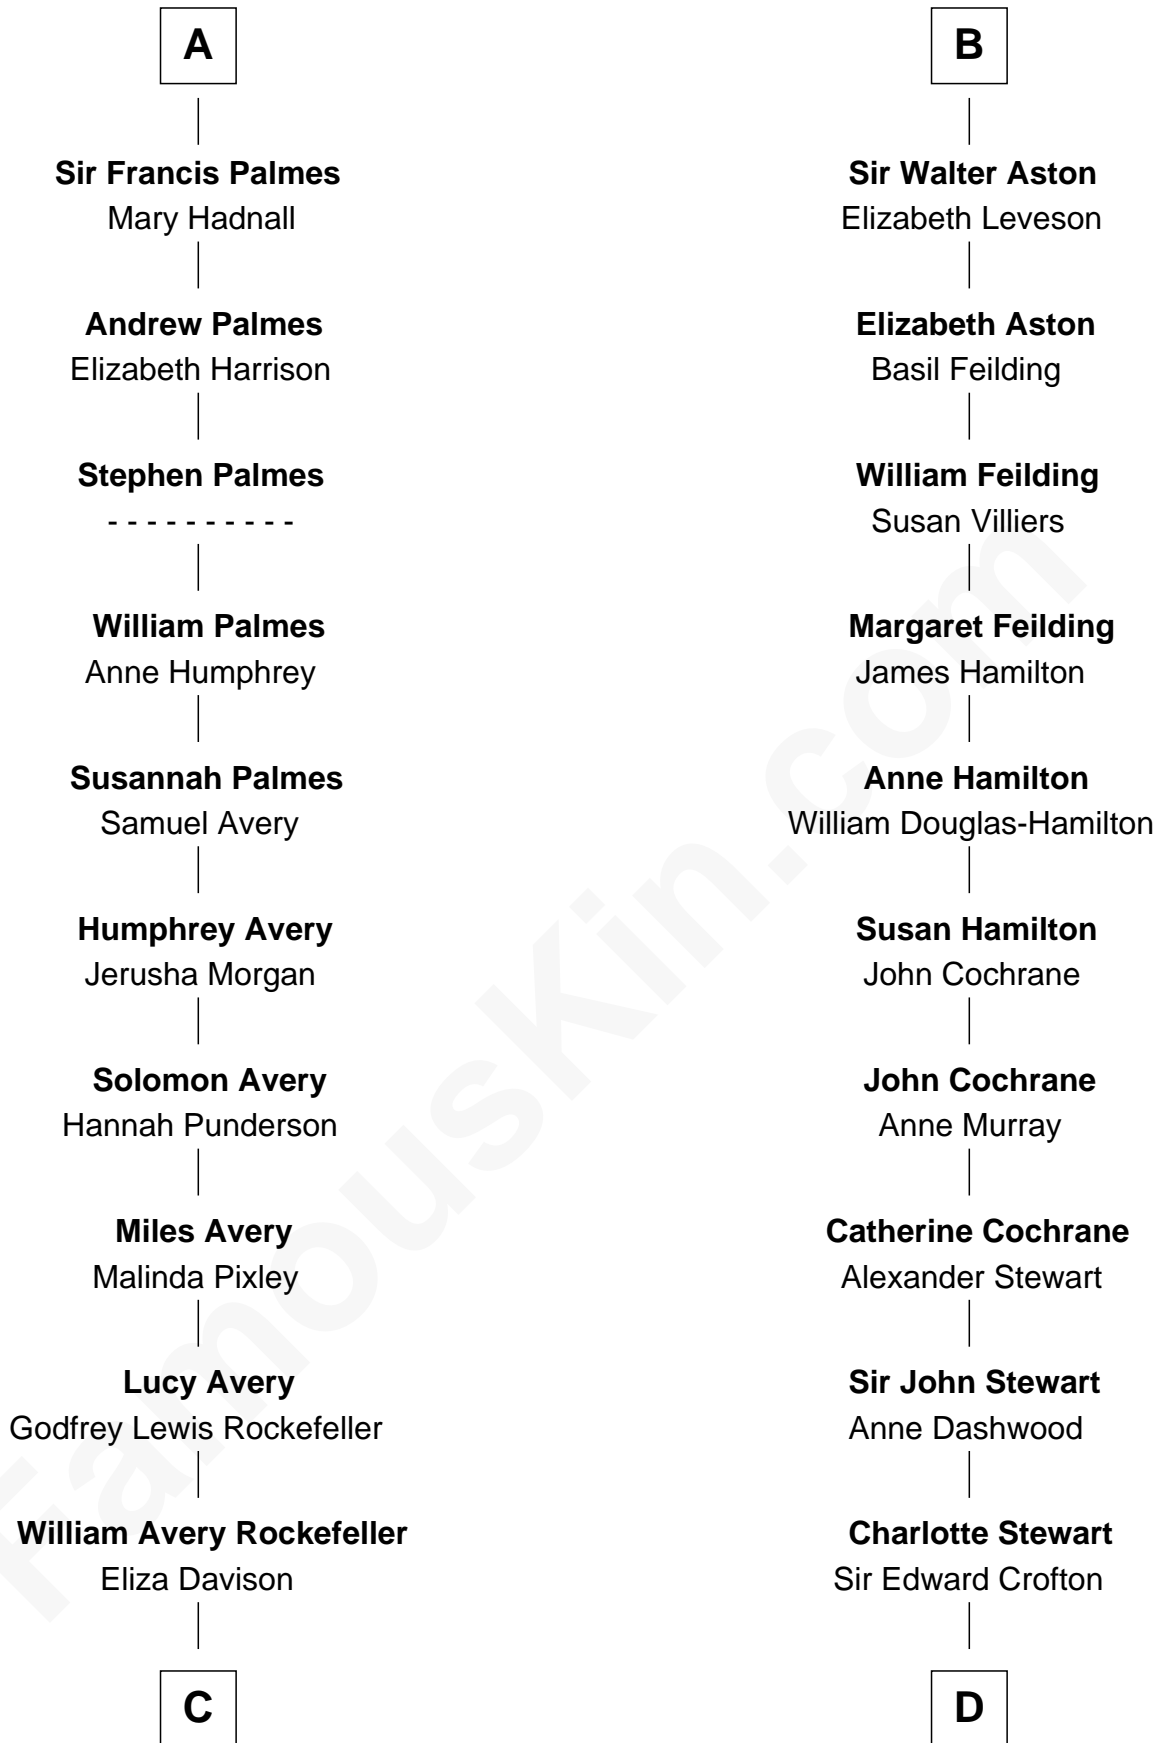 A
Sir Francis Palmes
Mary Hadnall
Andrew Palmes
Elizabeth Harrison
Stephen Palmes
- - - - - - - - - -
William Palmes
Anne Humphrey
Susannah Palmes
Samuel Avery
Humphrey Avery
Jerusha Morgan
Solomon Avery
Hannah Punderson
Miles Avery
Malinda Pixley
Lucy Avery
Godfrey Lewis Rockefeller
William Avery Rockefeller
Eliza Davison
C
B
Sir Walter Aston
Elizabeth Leveson
Elizabeth Aston
Basil Feilding
William Feilding
Susan Villiers
Margaret Feilding
James Hamilton
Anne Hamilton
William Douglas-Hamilton
Susan Hamilton
John Cochrane
John Cochrane
Anne Murray
Catherine Cochrane
Alexander Stewart
Sir John Stewart
Anne Dashwood
Charlotte Stewart
Sir Edward Crofton
D
FamousKin.com